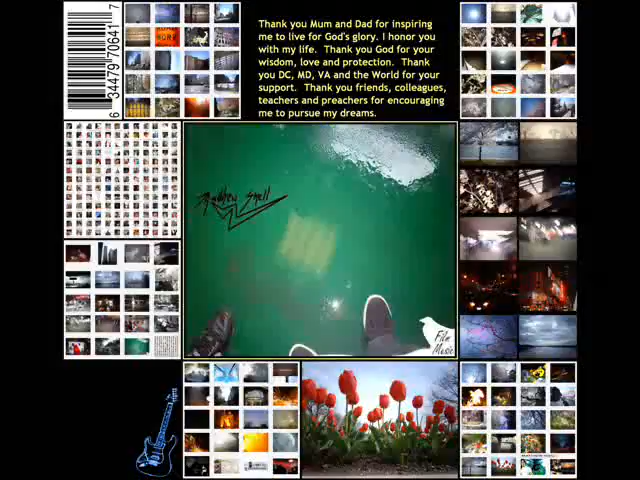 Thank you Mum and Dad for inspiring
me to live for God's glory. I honor you
with my life. Thank you God for your
wisdom, love and protection. Thank
you DC, MD, VA and the World for your
support. Thank you friends, colleagues,
teachers and preachers for encouraging
me to pursue my dreams.
6 34479 70641 7
Matthew Shell
Film
Music